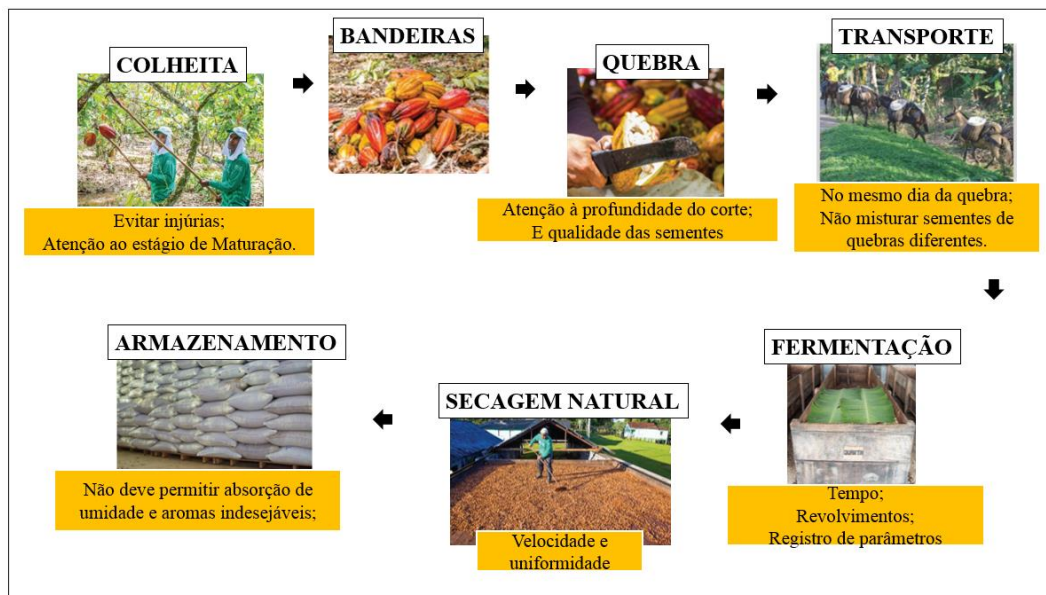 COLHEITA
Evitar injúrias;
Atenção ao estágio de Maturação.
BANDEIRAS
QUEBRA
Atenção à profundidade do corte;
E qualidade das sementes
TRANSPORTE
No mesmo dia da quebra;
Não misturar sementes de
quebras diferentes.
FERMENTAÇÃO
Tempo;
Revolvimentos;
Registro de parâmetros
SECAGEM NATURAL
Velocidade e
uniformidade
ARMAZENAMENTO
Não deve permitir absorção de
umidade e aromas indesejáveis;